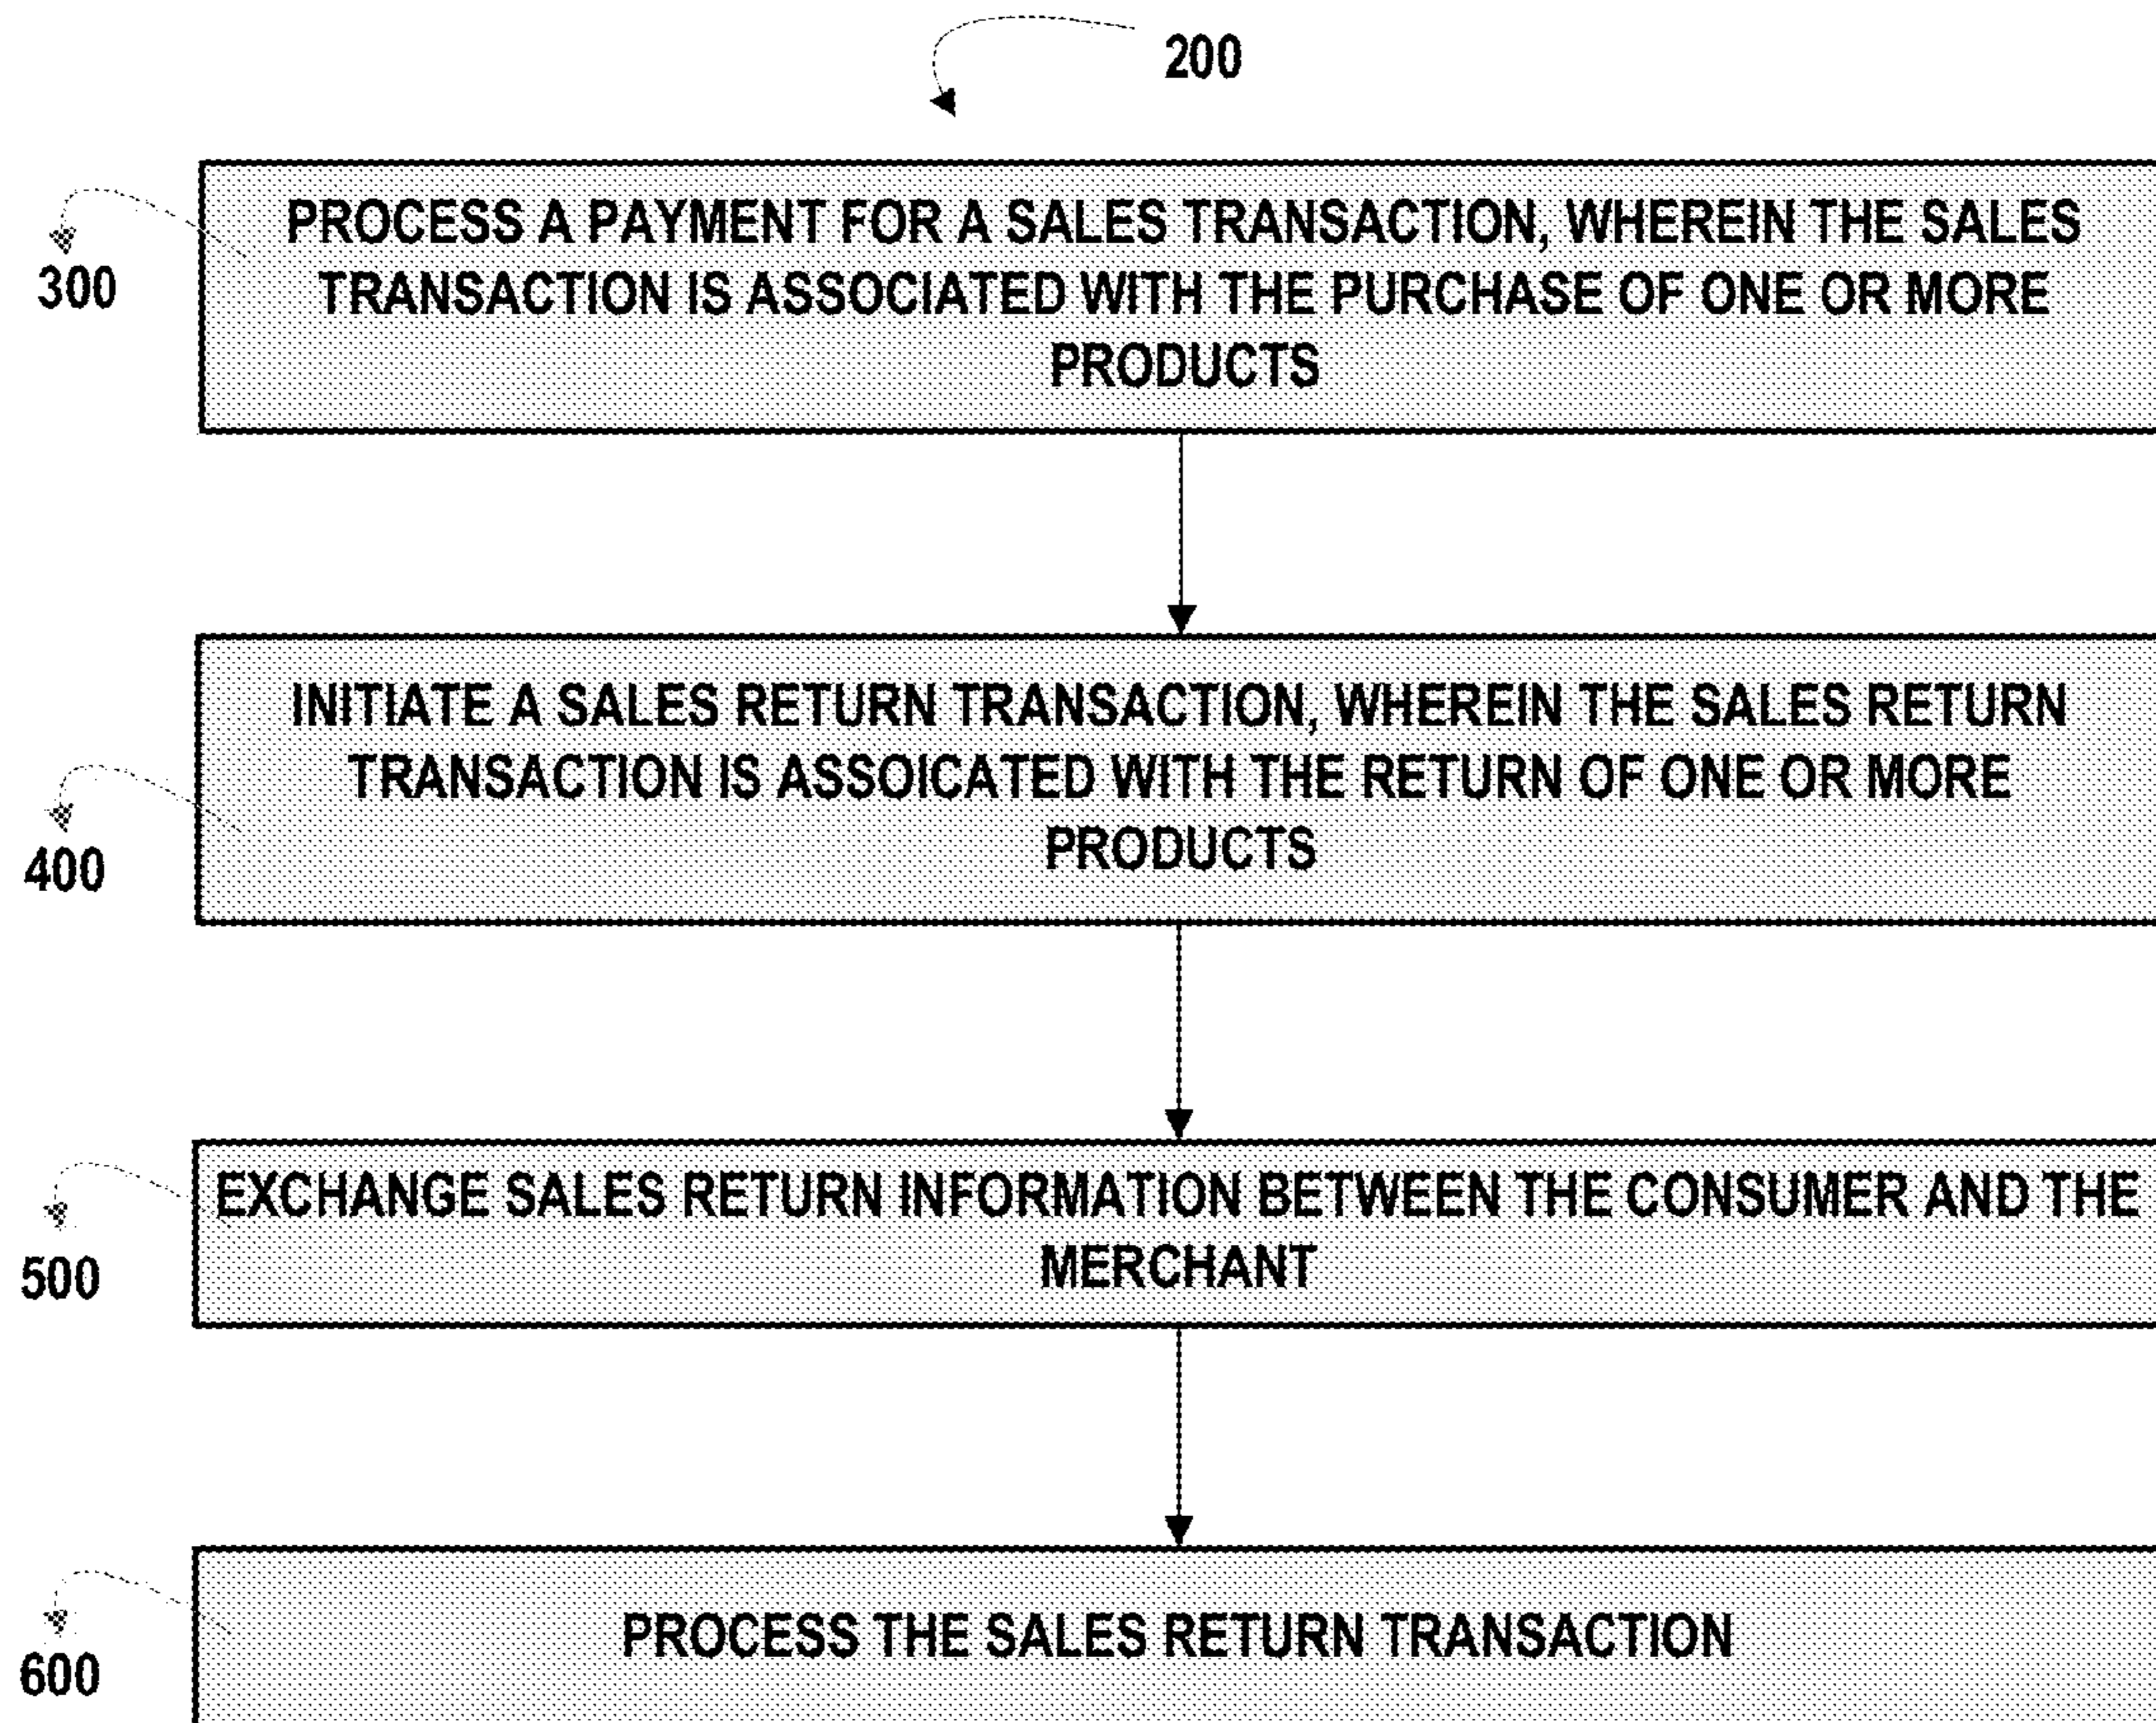 200
300
PROCESS A PAYMENT FOR A SALES TRANSACTION, WHEREIN THE SALES
TRANSACTION IS ASSOCIATED WITH THE PURCHASE OF ONE OR MORE
PRODUCTS
400
INITIATE A SALES RETURN TRANSACTION, WHEREIN THE SALES RETURN
TRANSACTION IS ASSOICATED WITH THE RETURN OF ONE OR MORE
PRODUCTS
500
EXCHANGE SALES RETURN INFORMATION BETWEEN THE CONSUMER AND THE
MERCHANT
600
PROCESS THE SALES RETURN TRANSACTION